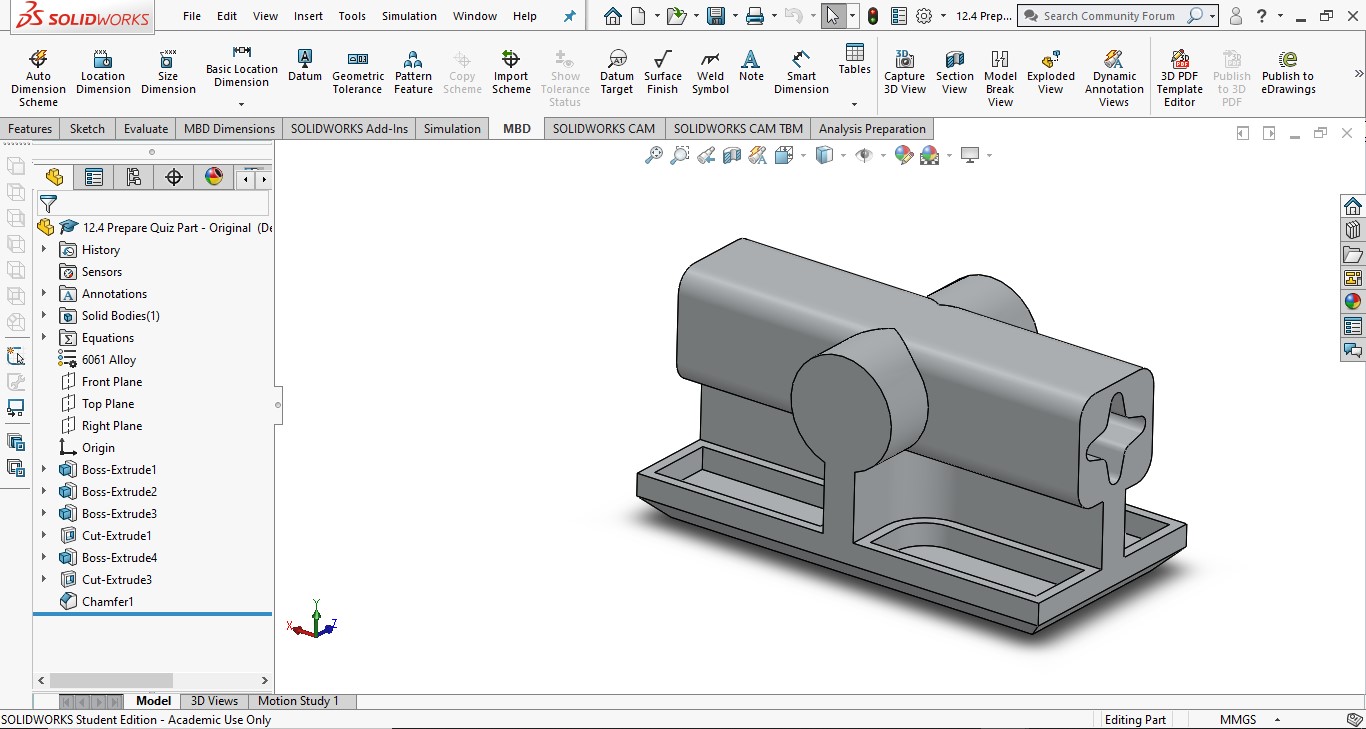 SOLIDWORKS File Edit View Insert Tools Simulation Window Help 12.4 Prep... Search Community Forum ?
Auto Dimension Scheme
Location Dimension
Size Dimension
Basic Location Dimension
Datum
Geometric Tolerance
Pattern Feature
Copy Scheme
Import Scheme
Show Tolerance Status
Datum Target
Surface Finish
Weld Symbol
Note
Smart Dimension
Tables
Capture 3D View
Section View
Model Break View
Exploded View
Dynamic Annotation Views
3D PDF Template Editor
Publish to 3D PDF
Publish to eDrawings
Features Sketch Evaluate MBD Dimensions SOLIDWORKS Add-Ins Simulation MBD SOLIDWORKS CAM SOLIDWORKS CAM TBM Analysis Preparation
12.4 Prepare Quiz Part - Original (De
History
Sensors
Annotations
Solid Bodies(1)
Equations
6061 Alloy
Front Plane
Top Plane
Right Plane
Origin
Boss-Extrude1
Boss-Extrude2
Boss-Extrude3
Cut-Extrude1
Boss-Extrude4
Cut-Extrude3
Chamfer1
Y
X
Z
Model 3D Views Motion Study 1
SOLIDWORKS Student Edition - Academic Use Only Editing Part MMGS